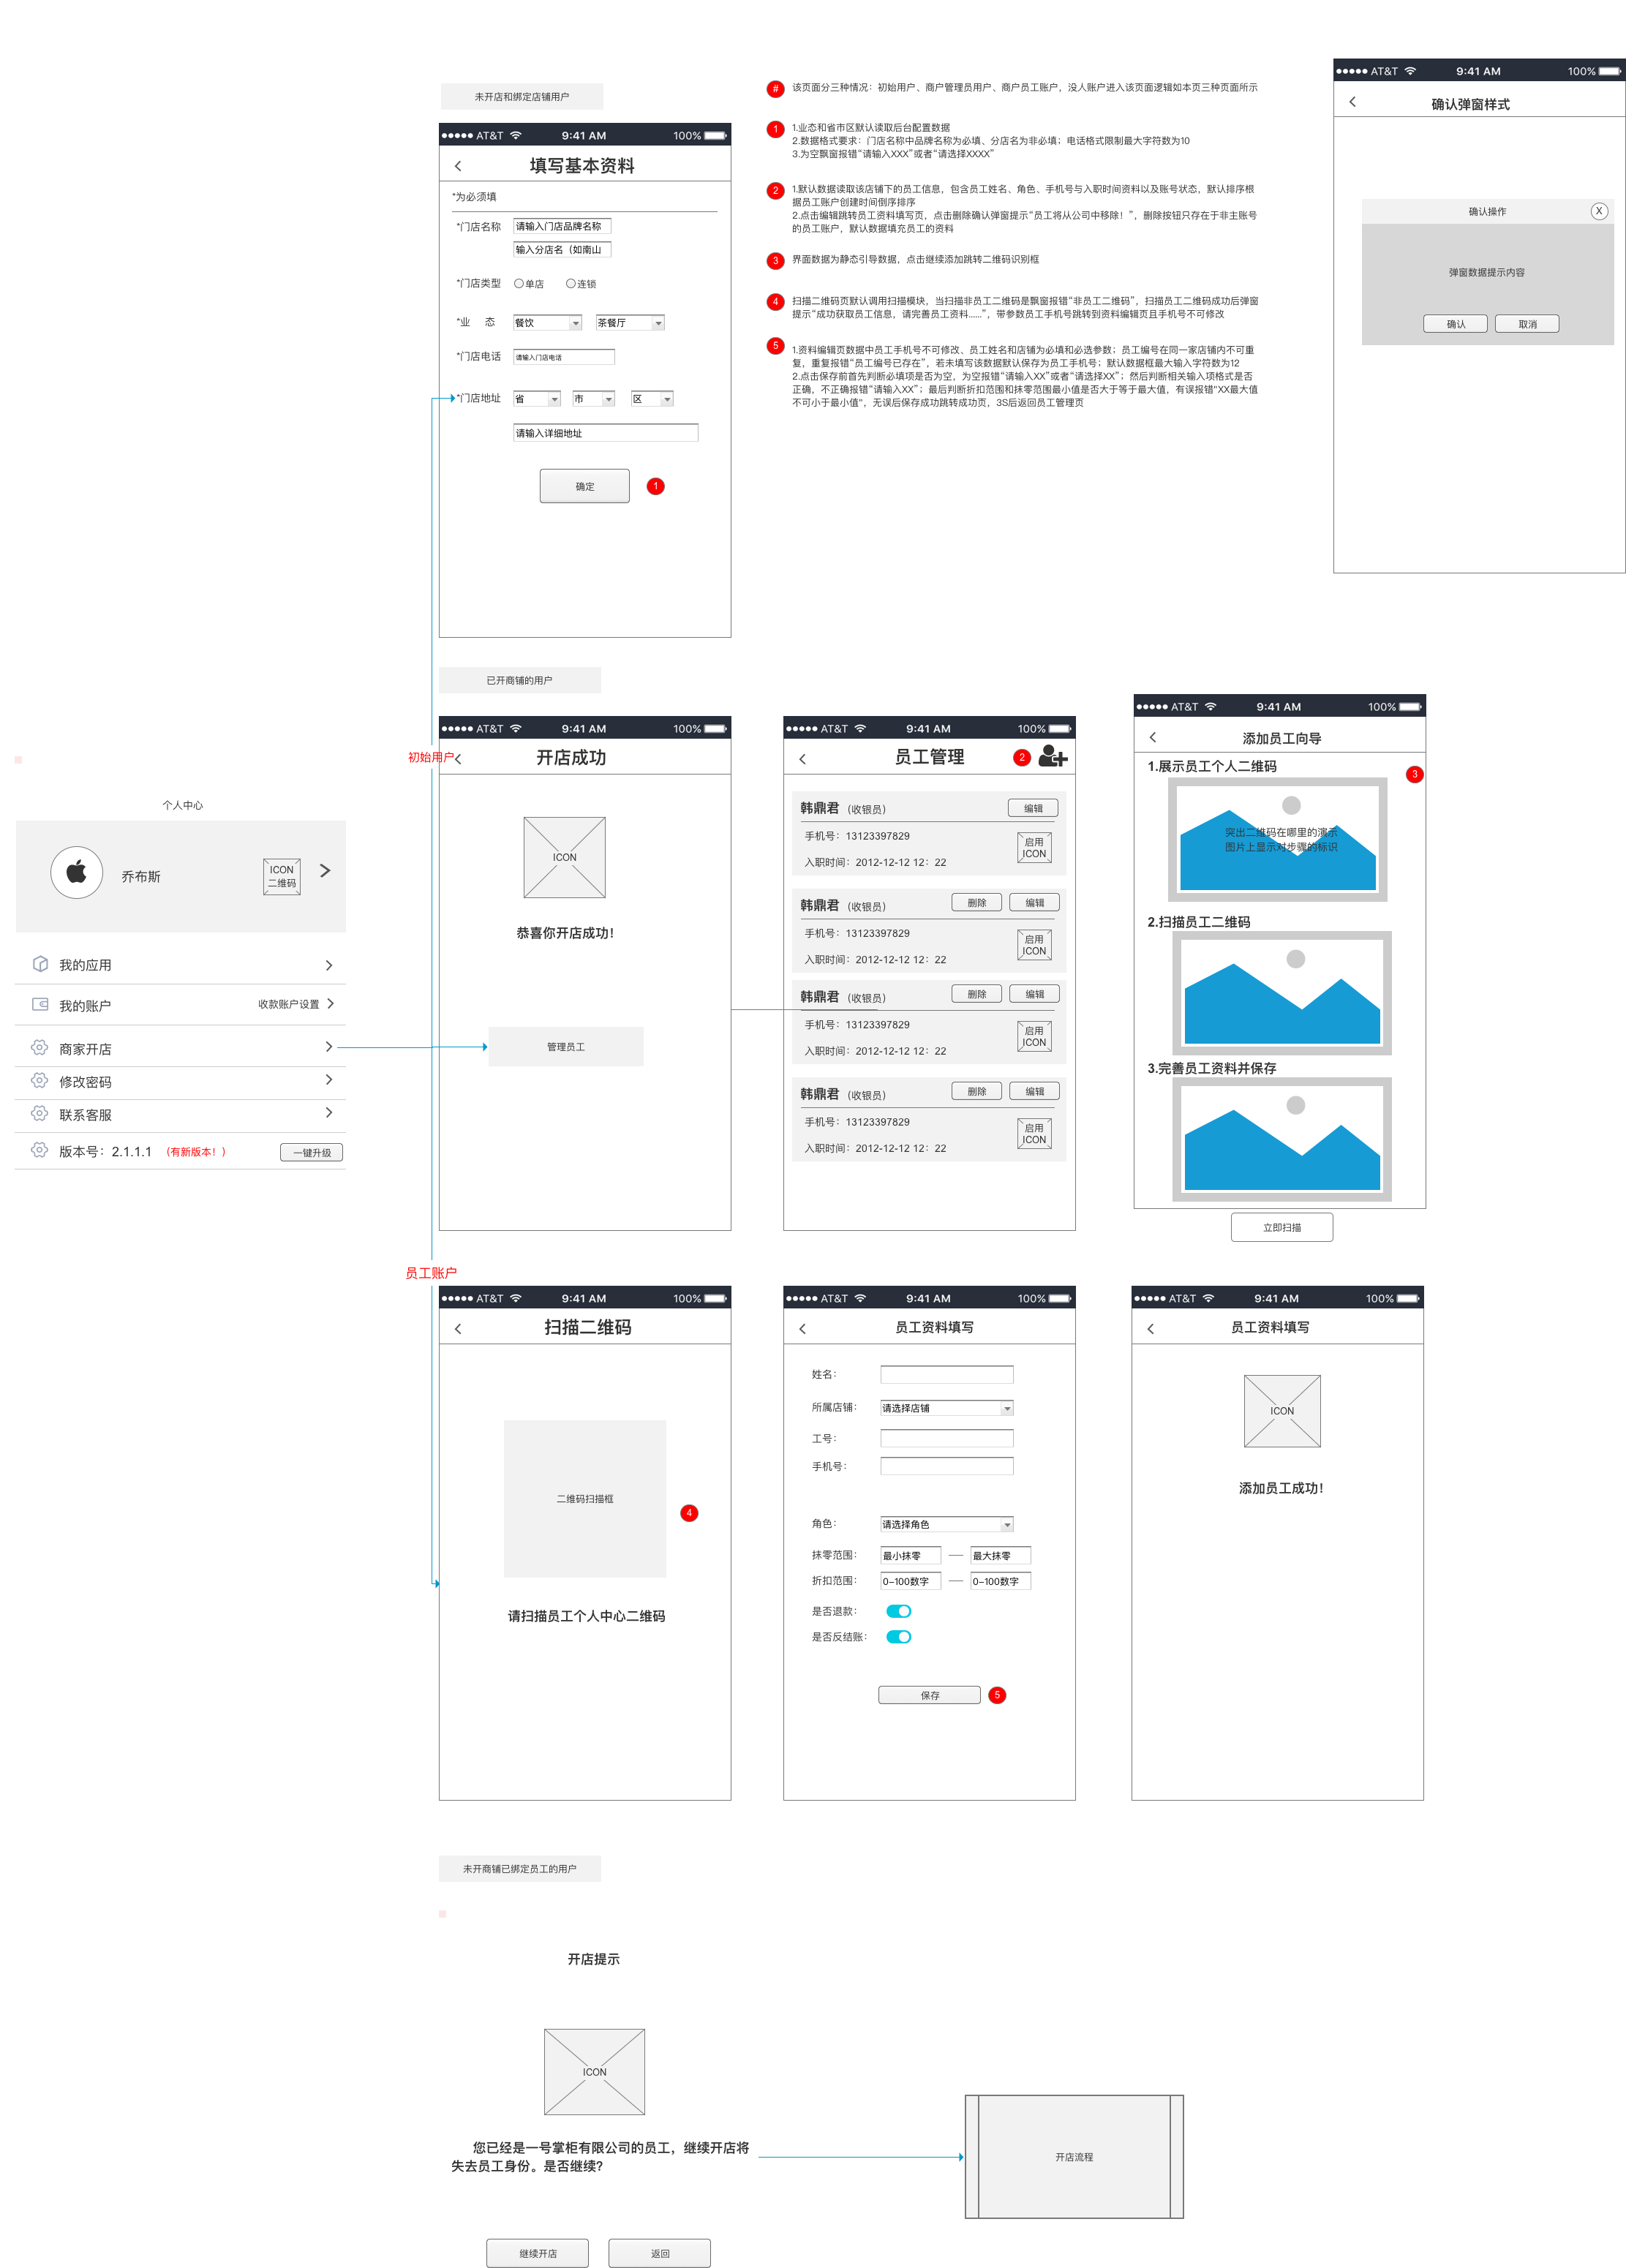 未开店和绑定店铺用户
●●●●● AT&T 9:41 AM 100%
填写基本资料
*为必须填
*门店名称 请输入门店品牌名称
输入分店名（如南山
*门店类型 单店 连锁
*业 态 餐饮 茶餐厅
*门店电话 请输入门店电话
*门店地址 省 市 区
请输入详细地址
确定 1
# 该页面分三种情况：初始用户、商户管理员用户、商户员工账户，没人账户进入该页面逻辑如本页三种页面所示
1 1.业态和省市区默认读取后台配置数据
2.数据格式要求：门店名称中品牌名称为必填、分店名为非必填；电话格式限制最大字符数为10
3.为空飘窗报错“请输入XXX”或者“请选择XXXX”
2 1.默认数据读取该店铺下的员工信息，包含员工姓名、角色、手机号与入职时间资料以及账号状态，默认排序根
据员工账户创建时间倒序排序
2.点击编辑跳转员工资料填写页，点击删除确认弹窗提示“员工将从公司中移除！”，删除按钮只存在于非主账号
的员工账户，默认数据填充员工的资料
3 界面数据为静态引导数据，点击继续添加跳转二维码识别框
4 扫描二维码页默认调用扫描模块，当扫描非员工二维码是飘窗报错“非员工二维码”，扫描员工二维码成功后弹窗
提示“成功获取员工信息，请完善员工资料......”，带参数员工手机号跳转到资料编辑页且手机号不可修改
5 1.资料编辑页数据中员工手机号不可修改、员工姓名和店铺为必填和必选参数；员工编号在同一家店铺内不可重
复，重复报错“员工编号已存在”，若未填写该数据默认保存为员工手机号；默认数据框最大输入字符数为12
2.点击保存前首先判断必填项是否为空，为空报错“请输入XX”或者“请选择XX”；然后判断相关输入项格式是否
正确，不正确报错“请输入XX”；最后判断折扣范围和抹零范围最小值是否大于等于最大值，有误报错“XX最大值
不可小于最小值”，无误后保存成功跳转成功页，3S后返回员工管理页
●●●●● AT&T 9:41 AM 100%
确认弹窗样式
确认操作 X
弹窗数据提示内容
确认 取消
个人中心
乔布斯 ICON
二维码
我的应用
我的账户 收款账户设置
商家开店
修改密码
联系客服
版本号：2.1.1.1 （有新版本！） 一键升级
初始用户
员工账户
已开商铺的用户
●●●●● AT&T 9:41 AM 100%
开店成功
ICON
恭喜你开店成功！
管理员工
●●●●● AT&T 9:41 AM 100%
员工管理 2
韩鼎君（收银员） 编辑
手机号：13123397829 启用
ICON
入职时间：2012-12-12 12：22
韩鼎君（收银员） 删除 编辑
手机号：13123397829 启用
ICON
入职时间：2012-12-12 12：22
韩鼎君（收银员） 删除 编辑
手机号：13123397829 启用
ICON
入职时间：2012-12-12 12：22
韩鼎君（收银员） 删除 编辑
手机号：13123397829 启用
ICON
入职时间：2012-12-12 12：22
●●●●● AT&T 9:41 AM 100%
添加员工向导
1.展示员工个人二维码 3
突出二维码在哪里的演示
图片上显示对步骤的标识
2.扫描员工二维码
3.完善员工资料并保存
立即扫描
●●●●● AT&T 9:41 AM 100%
扫描二维码
二维码扫描框
4
请扫描员工个人中心二维码
●●●●● AT&T 9:41 AM 100%
员工资料填写
姓名：
所属店铺： 请选择店铺
工号：
手机号：
角色： 请选择角色
抹零范围： 最小抹零 — 最大抹零
折扣范围： 0–100数字 — 0–100数字
是否退款：
是否反结账：
保存 5
●●●●● AT&T 9:41 AM 100%
员工资料填写
ICON
添加员工成功！
未开商铺已绑定员工的用户
开店提示
ICON
您已经是一号掌柜有限公司的员工，继续开店将
失去员工身份。是否继续?
继续开店 返回
开店流程